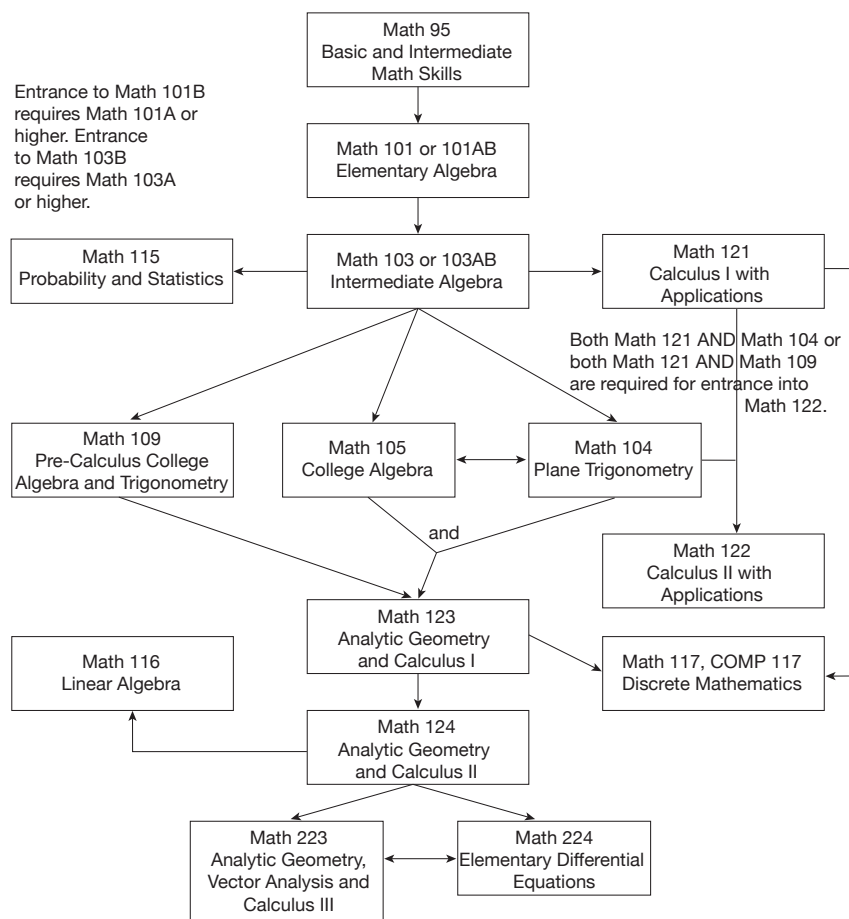 Math 95
Basic and Intermediate
Math Skills
Entrance to Math 101B
requires Math 101A or
higher. Entrance
to Math 103B
requires Math 103A
or higher.
Math 101 or 101AB
Elementary Algebra
Math 115
Probability and Statistics
Math 103 or 103AB
Intermediate Algebra
Math 121
Calculus I with
Applications
Both Math 121 AND Math 104 or
both Math 121 AND Math 109
are required for entrance into
Math 122.
Math 109
Pre-Calculus College
Algebra and Trigonometry
Math 105
College Algebra
Math 104
Plane Trigonometry
and
Math 122
Calculus II with
Applications
Math 123
Analytic Geometry
and Calculus I
Math 116
Linear Algebra
Math 117, COMP 117
Discrete Mathematics
Math 124
Analytic Geometry
and Calculus II
Math 223
Analytic Geometry,
Vector Analysis and
Calculus III
Math 224
Elementary Differential
Equations